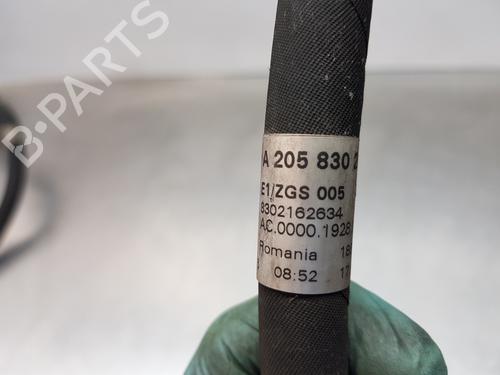 B-PARTS
A 205 830 2
E1/ZGS 005
8302162634
AC.0000.1928
Romania 18
08:52 17